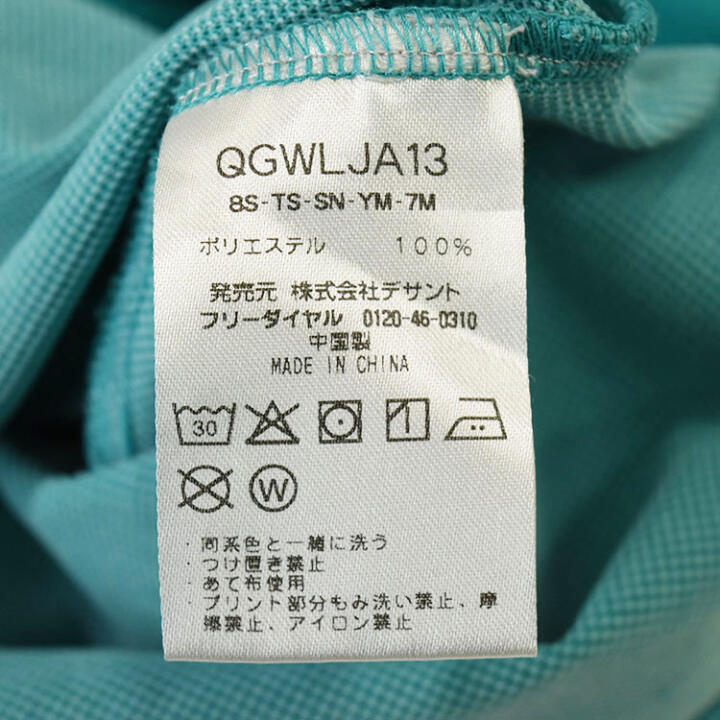 QGWLJA13
8S-TS-SN-YM-7M
ポリエステル 100%
発売元 株式会社デサント
フリーダイヤル 0120-46-0310
中国製
MADE IN CHINA
30
W
・同系色と一緒に洗う
・つけ置き禁止
・あて布使用
・プリント部分もみ洗い禁止、摩
擦禁止、アイロン禁止